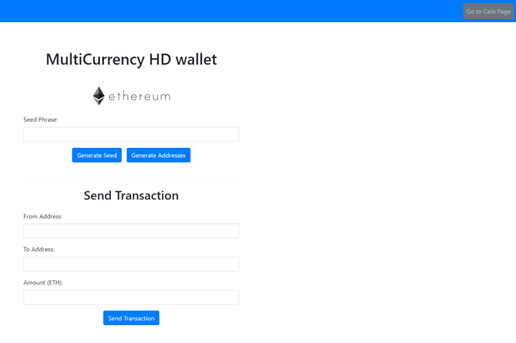 Go to Celo Page
MultiCurrency HD wallet
ethereum
Seed Phrase:
Generate Seed Generate Addresses
Send Transaction
From Address:
To Address:
Amount (ETH):
Send Transaction